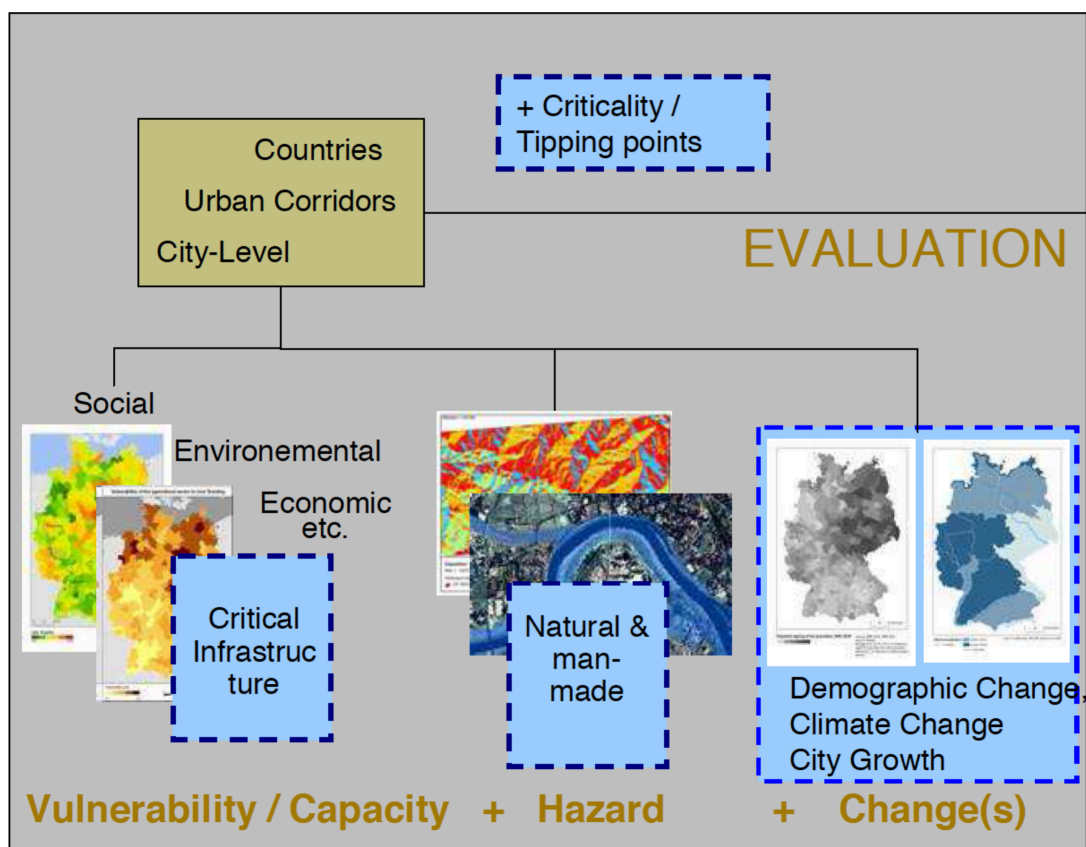 + Criticality /
Tipping points
Countries
Urban Corridors
City-Level
EVALUATION
Social
Environemental
Economic
etc.
Critical
Infrastruc
ture
Natural &
man-
made
Demographic Change,
Climate Change
City Growth
Vulnerability / Capacity + Hazard + Change(s)